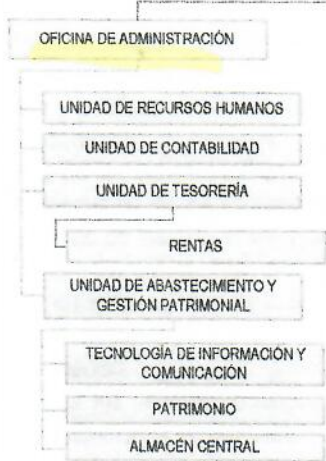 OFICINA DE ADMINISTRACIÓN
UNIDAD DE RECURSOS HUMANOS
UNIDAD DE CONTABILIDAD
UNIDAD DE TESORERÍA
RENTAS
UNIDAD DE ABASTECIMIENTO Y
GESTIÓN PATRIMONIAL
TECNOLOGÍA DE INFORMACIÓN Y
COMUNICACIÓN
PATRIMONIO
ALMACÉN CENTRAL